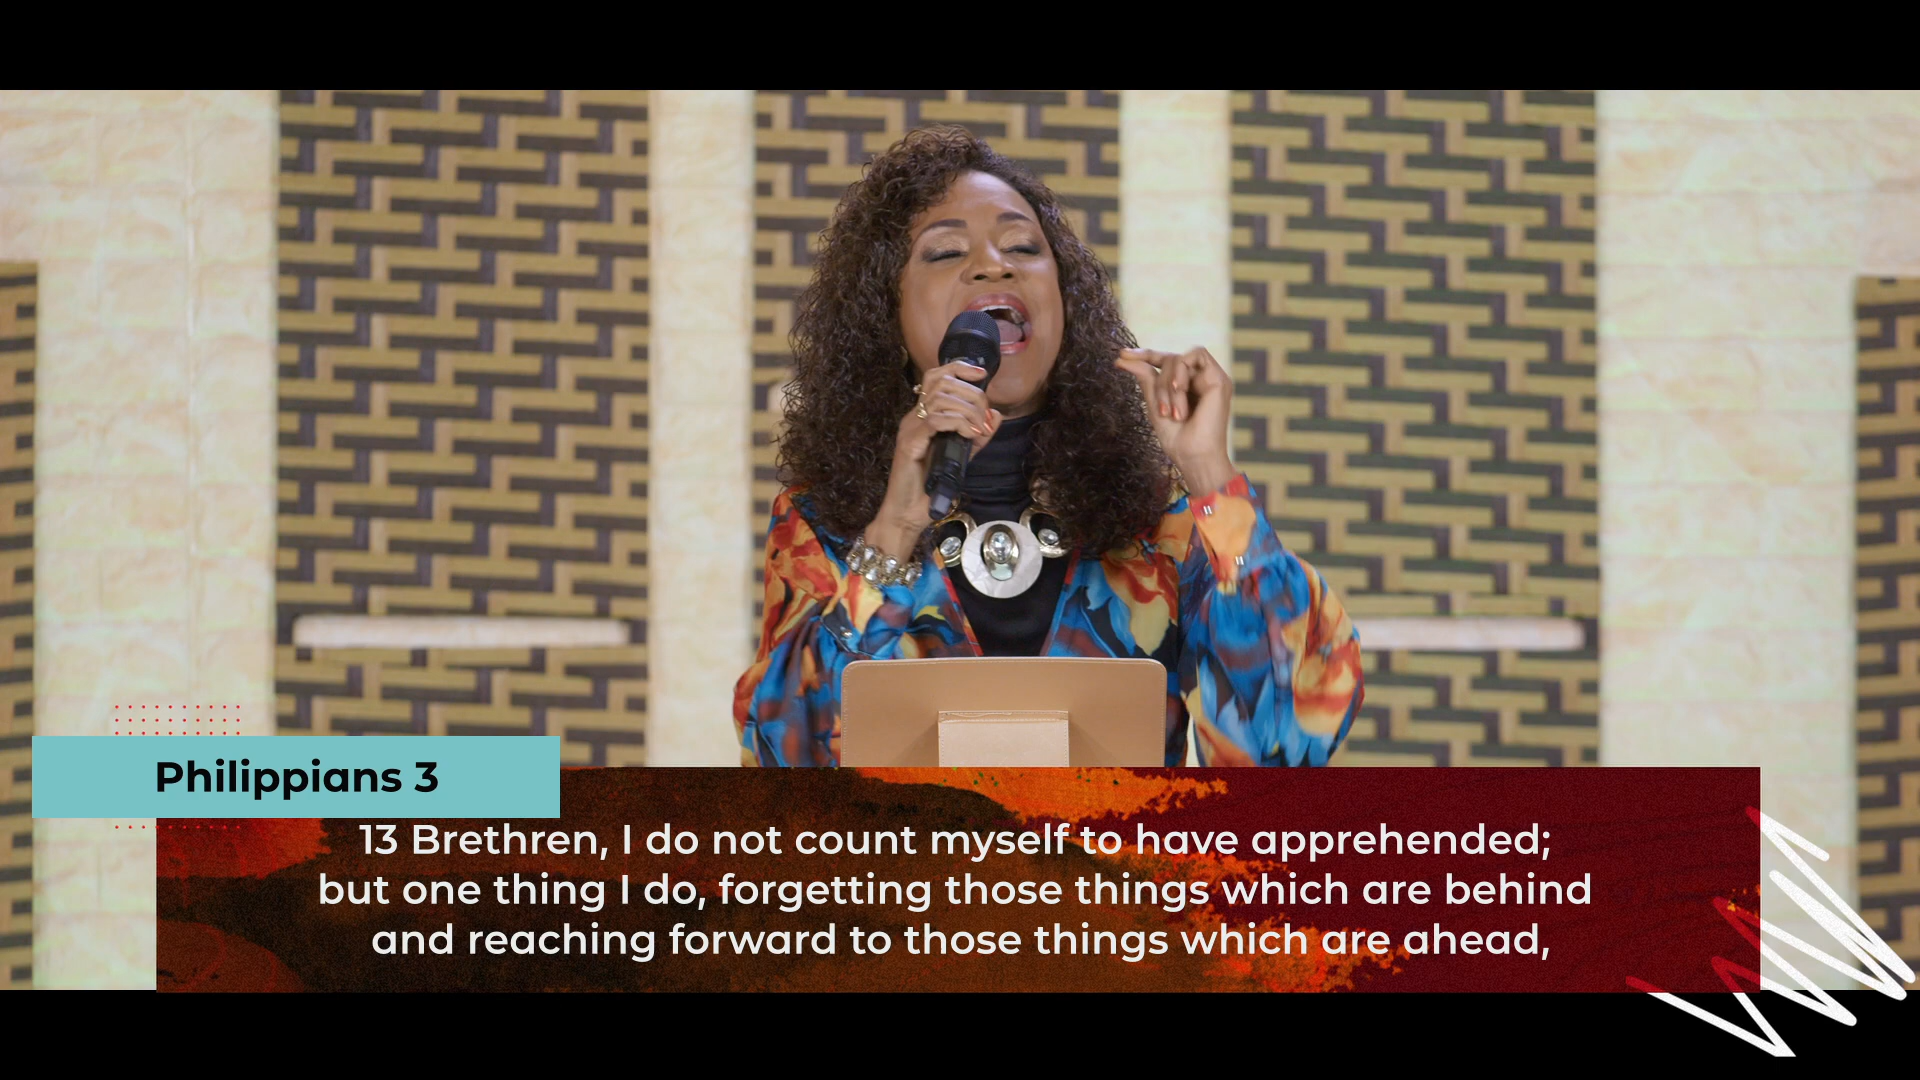 Philippians 3
13 Brethren, I do not count myself to have apprehended;
but one thing I do, forgetting those things which are behind
and reaching forward to those things which are ahead,